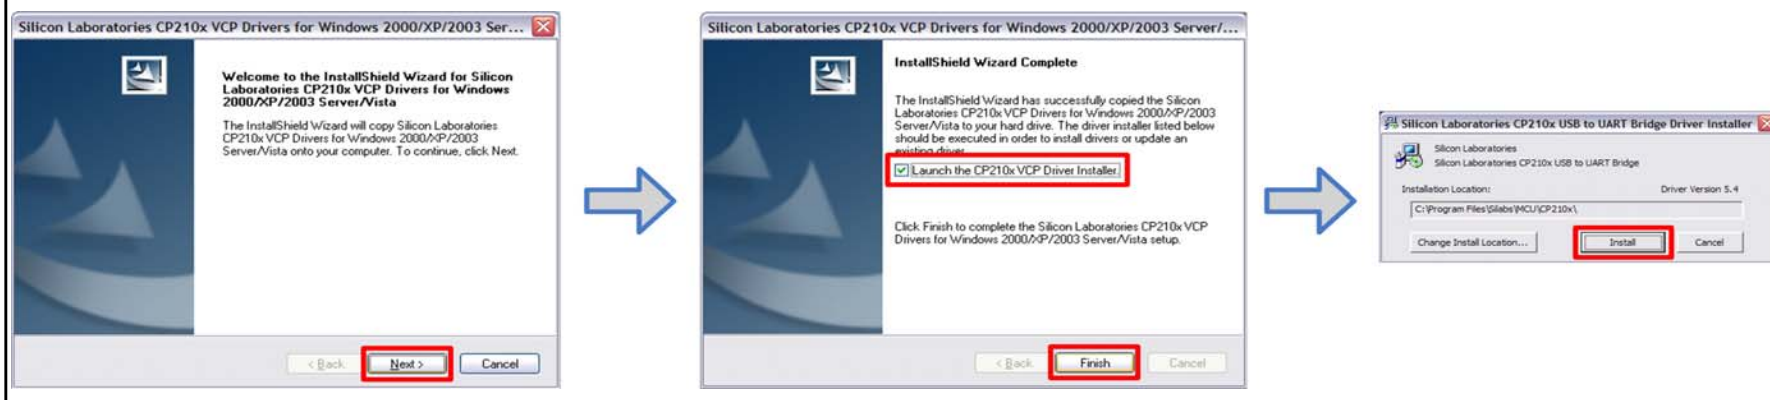 Silicon Laboratories CP210x VCP Drivers for Windows 2000/XP/2003 Ser...
Welcome to the InstallShield Wizard for Silicon
Laboratories CP210x VCP Drivers for Windows
2000/XP/2003 Server/Vista
The InstallShield Wizard will copy Silicon Laboratories
CP210x VCP Drivers for Windows 2000/XP/2003
Server/Vista onto your computer. To continue, click Next.
< Back
Next >
Cancel
Silicon Laboratories CP210x VCP Drivers for Windows 2000/XP/2003 Server/...
InstallShield Wizard Complete
The InstallShield Wizard has successfully copied the Silicon
Laboratories CP210x VCP Drivers for Windows 2000/XP/2003
Server/Vista to your hard drive. The driver installer listed below
should be executed in order to install drivers or update an
existing driver.
Launch the CP210x VCP Driver Installer.
Click Finish to complete the Silicon Laboratories CP210x VCP
Drivers for Windows 2000/XP/2003 Server/Vista setup.
< Back
Finish
Cancel
Silicon Laboratories CP210x USB to UART Bridge Driver Installer
Silicon Laboratories
Silicon Laboratories CP210x USB to UART Bridge
Installation Location:
Driver Version 5.4
C:\Program Files\Silabs\MCU\CP210x\
Change Install Location...
Install
Cancel